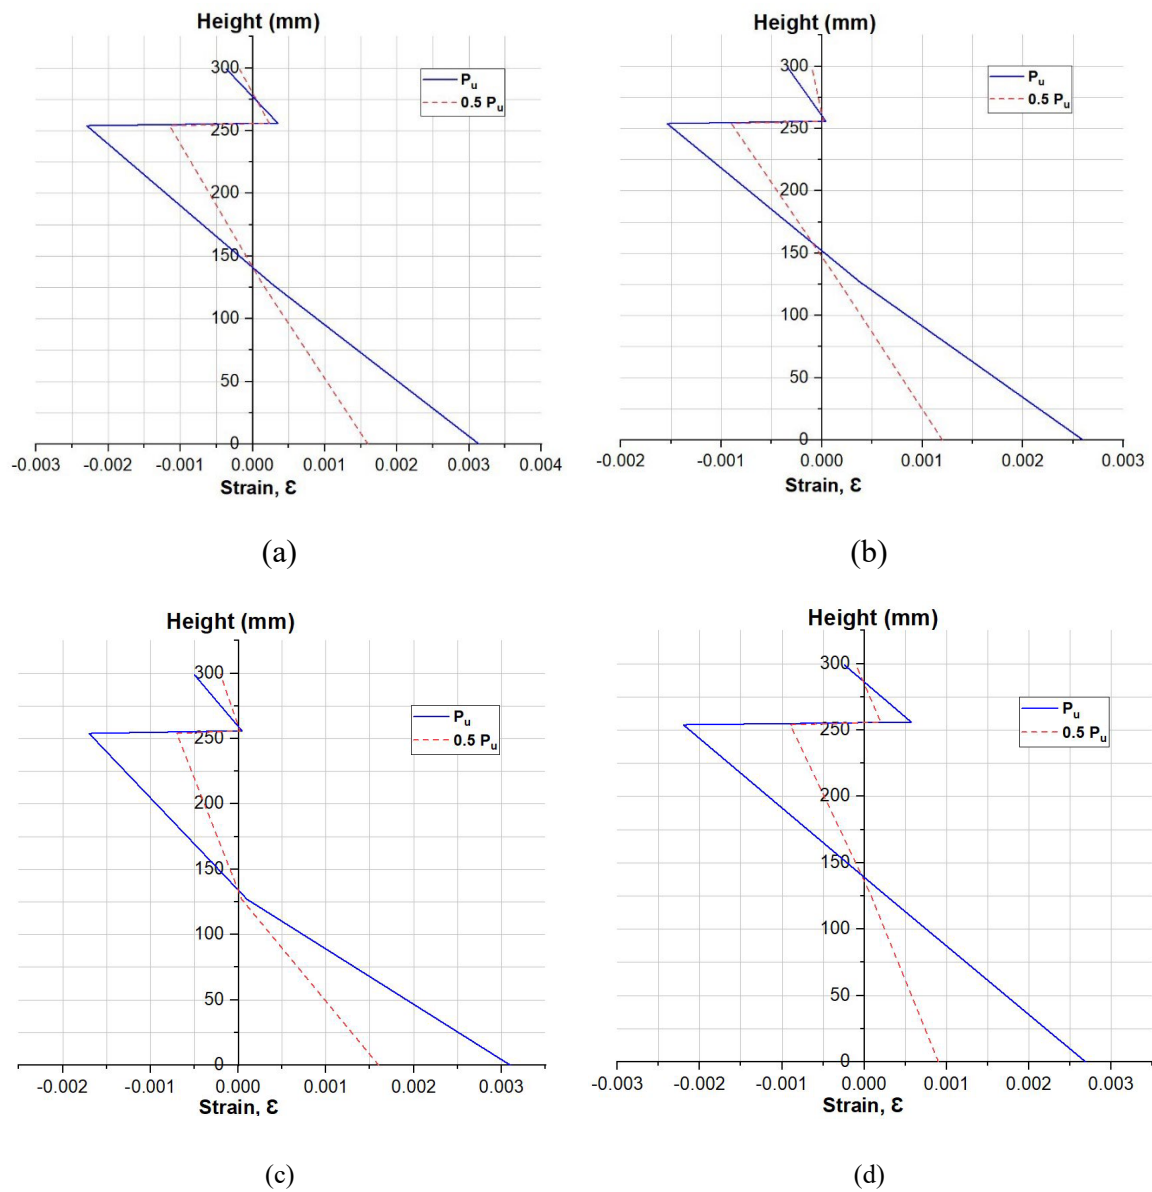 Height (mm)
300
250
200
150
100
50
0
-0.003 -0.002 -0.001 0.000 0.001 0.002 0.003 0.004
Strain, ε
Pu
0.5 Pu
(a)
Height (mm)
300
250
200
150
100
50
0
-0.002 -0.001 0.000 0.001 0.002 0.003
Strain, ε
Pu
0.5 Pu
(b)
Height (mm)
300
250
200
150
100
50
0
-0.002 -0.001 0.000 0.001 0.002 0.003
Strain, ε
Pu
0.5 Pu
(c)
Height (mm)
300
250
200
150
100
50
0
-0.003 -0.002 -0.001 0.000 0.001 0.002 0.003
Strain, ε
Pu
0.5 Pu
(d)